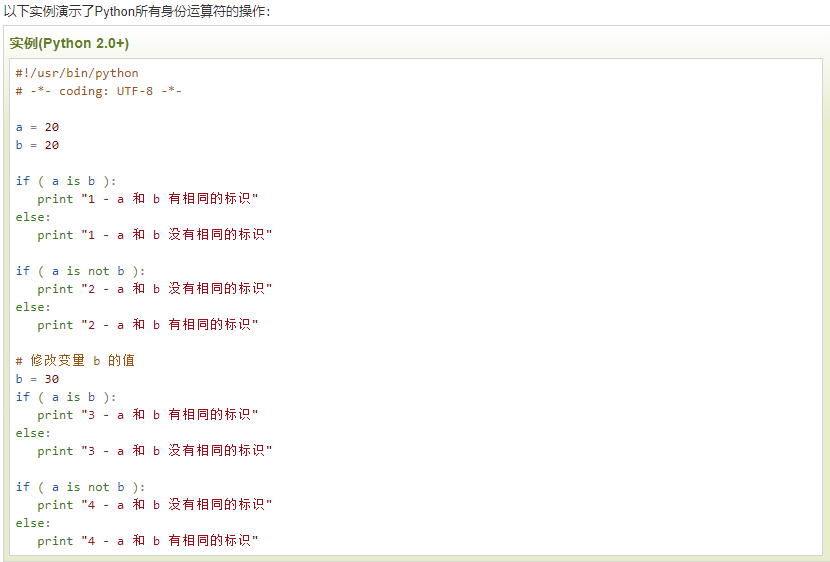 以下实例演示了Python所有身份运算符的操作:
实例(Python 2.0+)
#!/usr/bin/python
# -*- coding: UTF-8 -*-

a = 20
b = 20

if ( a is b ):
   print "1 - a 和 b 有相同的标识"
else:
   print "1 - a 和 b 没有相同的标识"

if ( a is not b ):
   print "2 - a 和 b 没有相同的标识"
else:
   print "2 - a 和 b 有相同的标识"

# 修改变量 b 的值
b = 30
if ( a is b ):
   print "3 - a 和 b 有相同的标识"
else:
   print "3 - a 和 b 没有相同的标识"

if ( a is not b ):
   print "4 - a 和 b 没有相同的标识"
else:
   print "4 - a 和 b 有相同的标识"